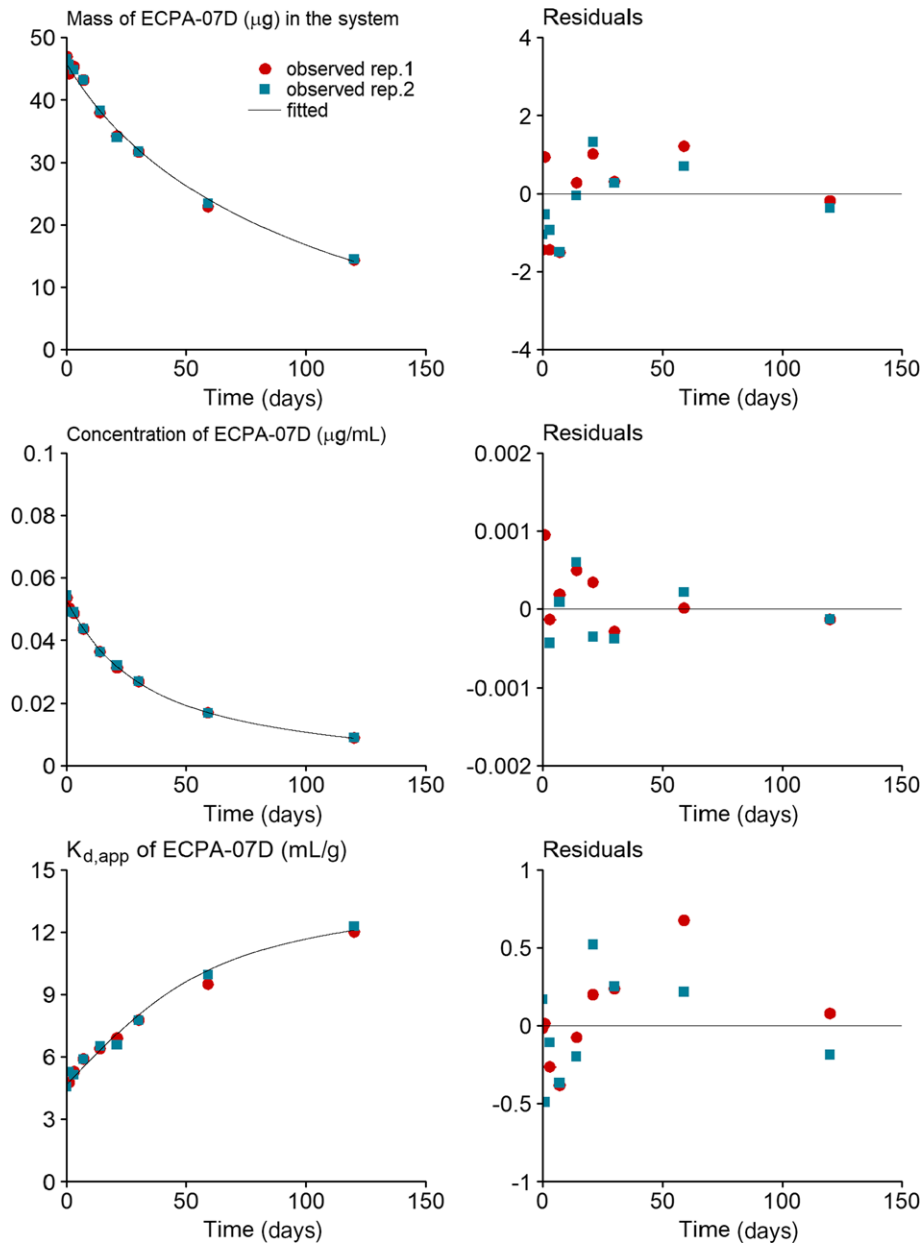 Mass of ECPA-07D (μg) in the system
50
40
30
20
10
0
observed rep.1
observed rep.2
fitted
0 50 100 150
Time (days)
Residuals
4
2
0
-2
-4
0 50 100 150
Time (days)
Concentration of ECPA-07D (μg/mL)
0.1
0.08
0.06
0.04
0.02
0
0 50 100 150
Time (days)
Residuals
0.002
0.001
0
-0.001
-0.002
0 50 100 150
Time (days)
Kd,app of ECPA-07D (mL/g)
15
12
9
6
3
0
0 50 100 150
Time (days)
Residuals
1
0.5
0
-0.5
-1
0 50 100 150
Time (days)